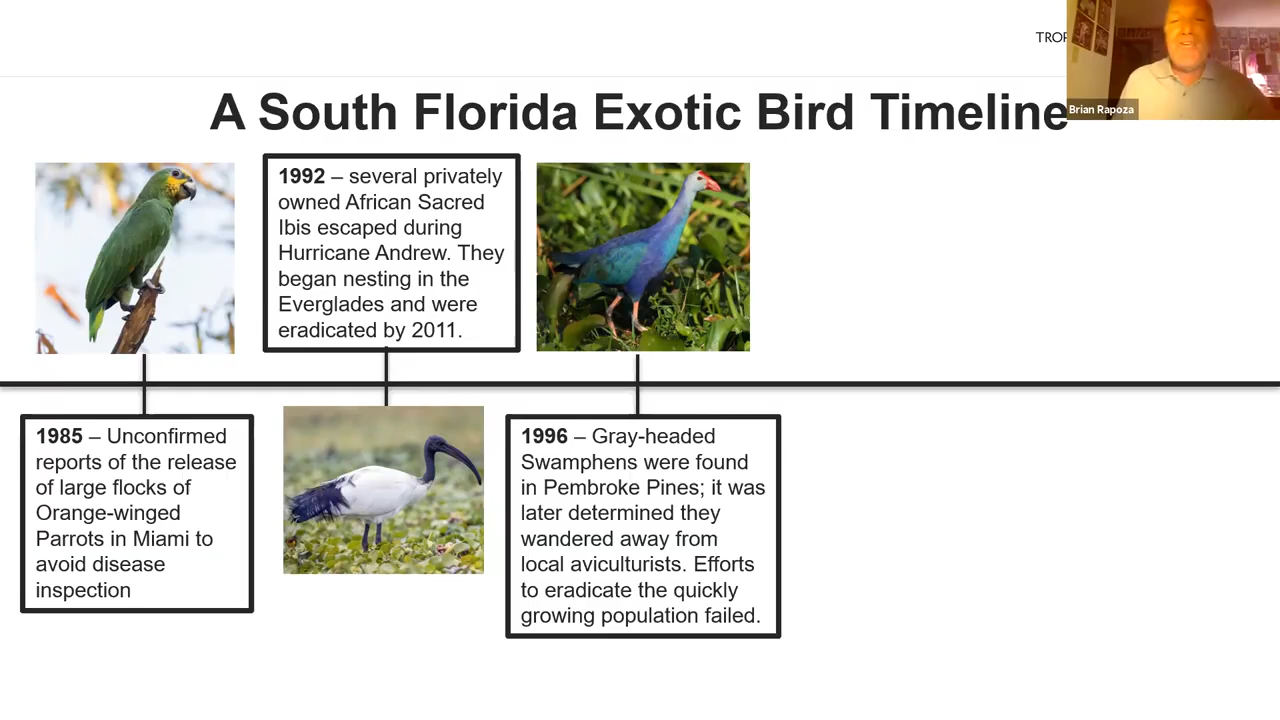 TROP
Brian Rapoza
A South Florida Exotic Bird Timeline
1992 – several privately
owned African Sacred
Ibis escaped during
Hurricane Andrew. They
began nesting in the
Everglades and were
eradicated by 2011.
1985 – Unconfirmed
reports of the release
of large flocks of
Orange-winged
Parrots in Miami to
avoid disease
inspection
1996 – Gray-headed
Swamphens were found
in Pembroke Pines; it was
later determined they
wandered away from
local aviculturists. Efforts
to eradicate the quickly
growing population failed.